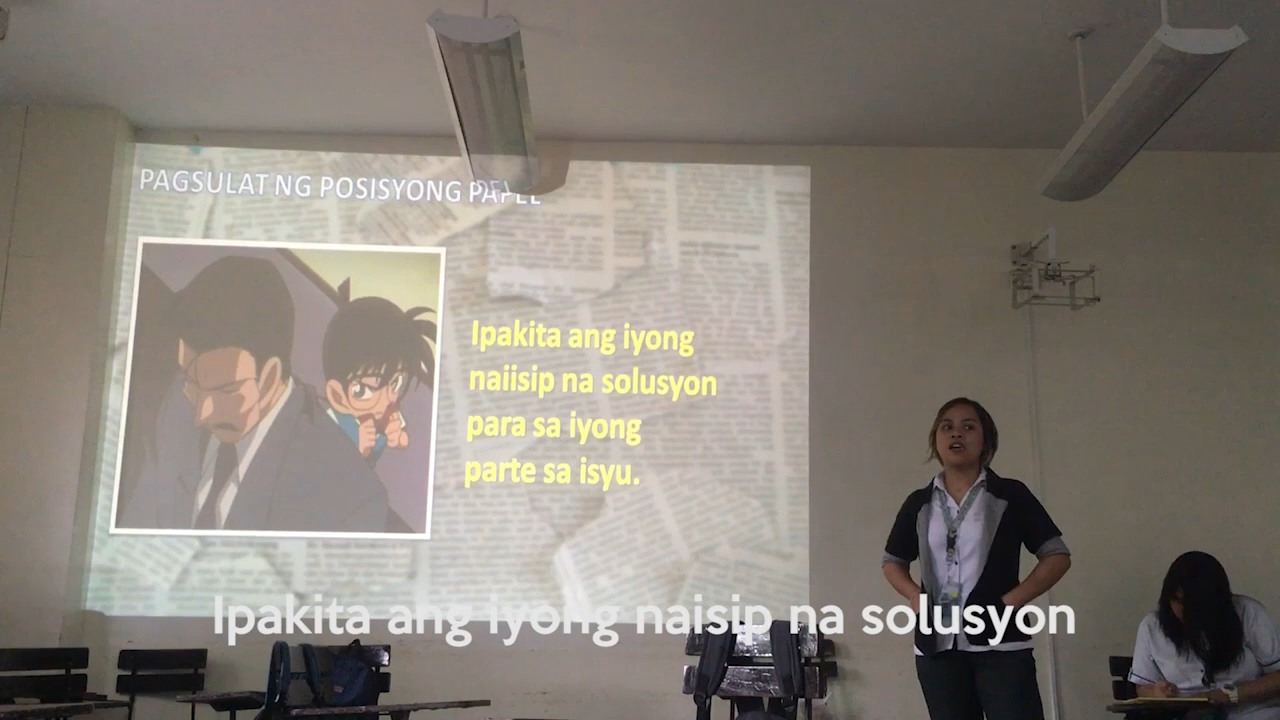 PAGSULAT NG POSISYONG PAPEL
Ipakita ang iyong
naiisip na solusyon
para sa iyong
parte sa isyu.
Ipakita ang iyong naisip na solusyon